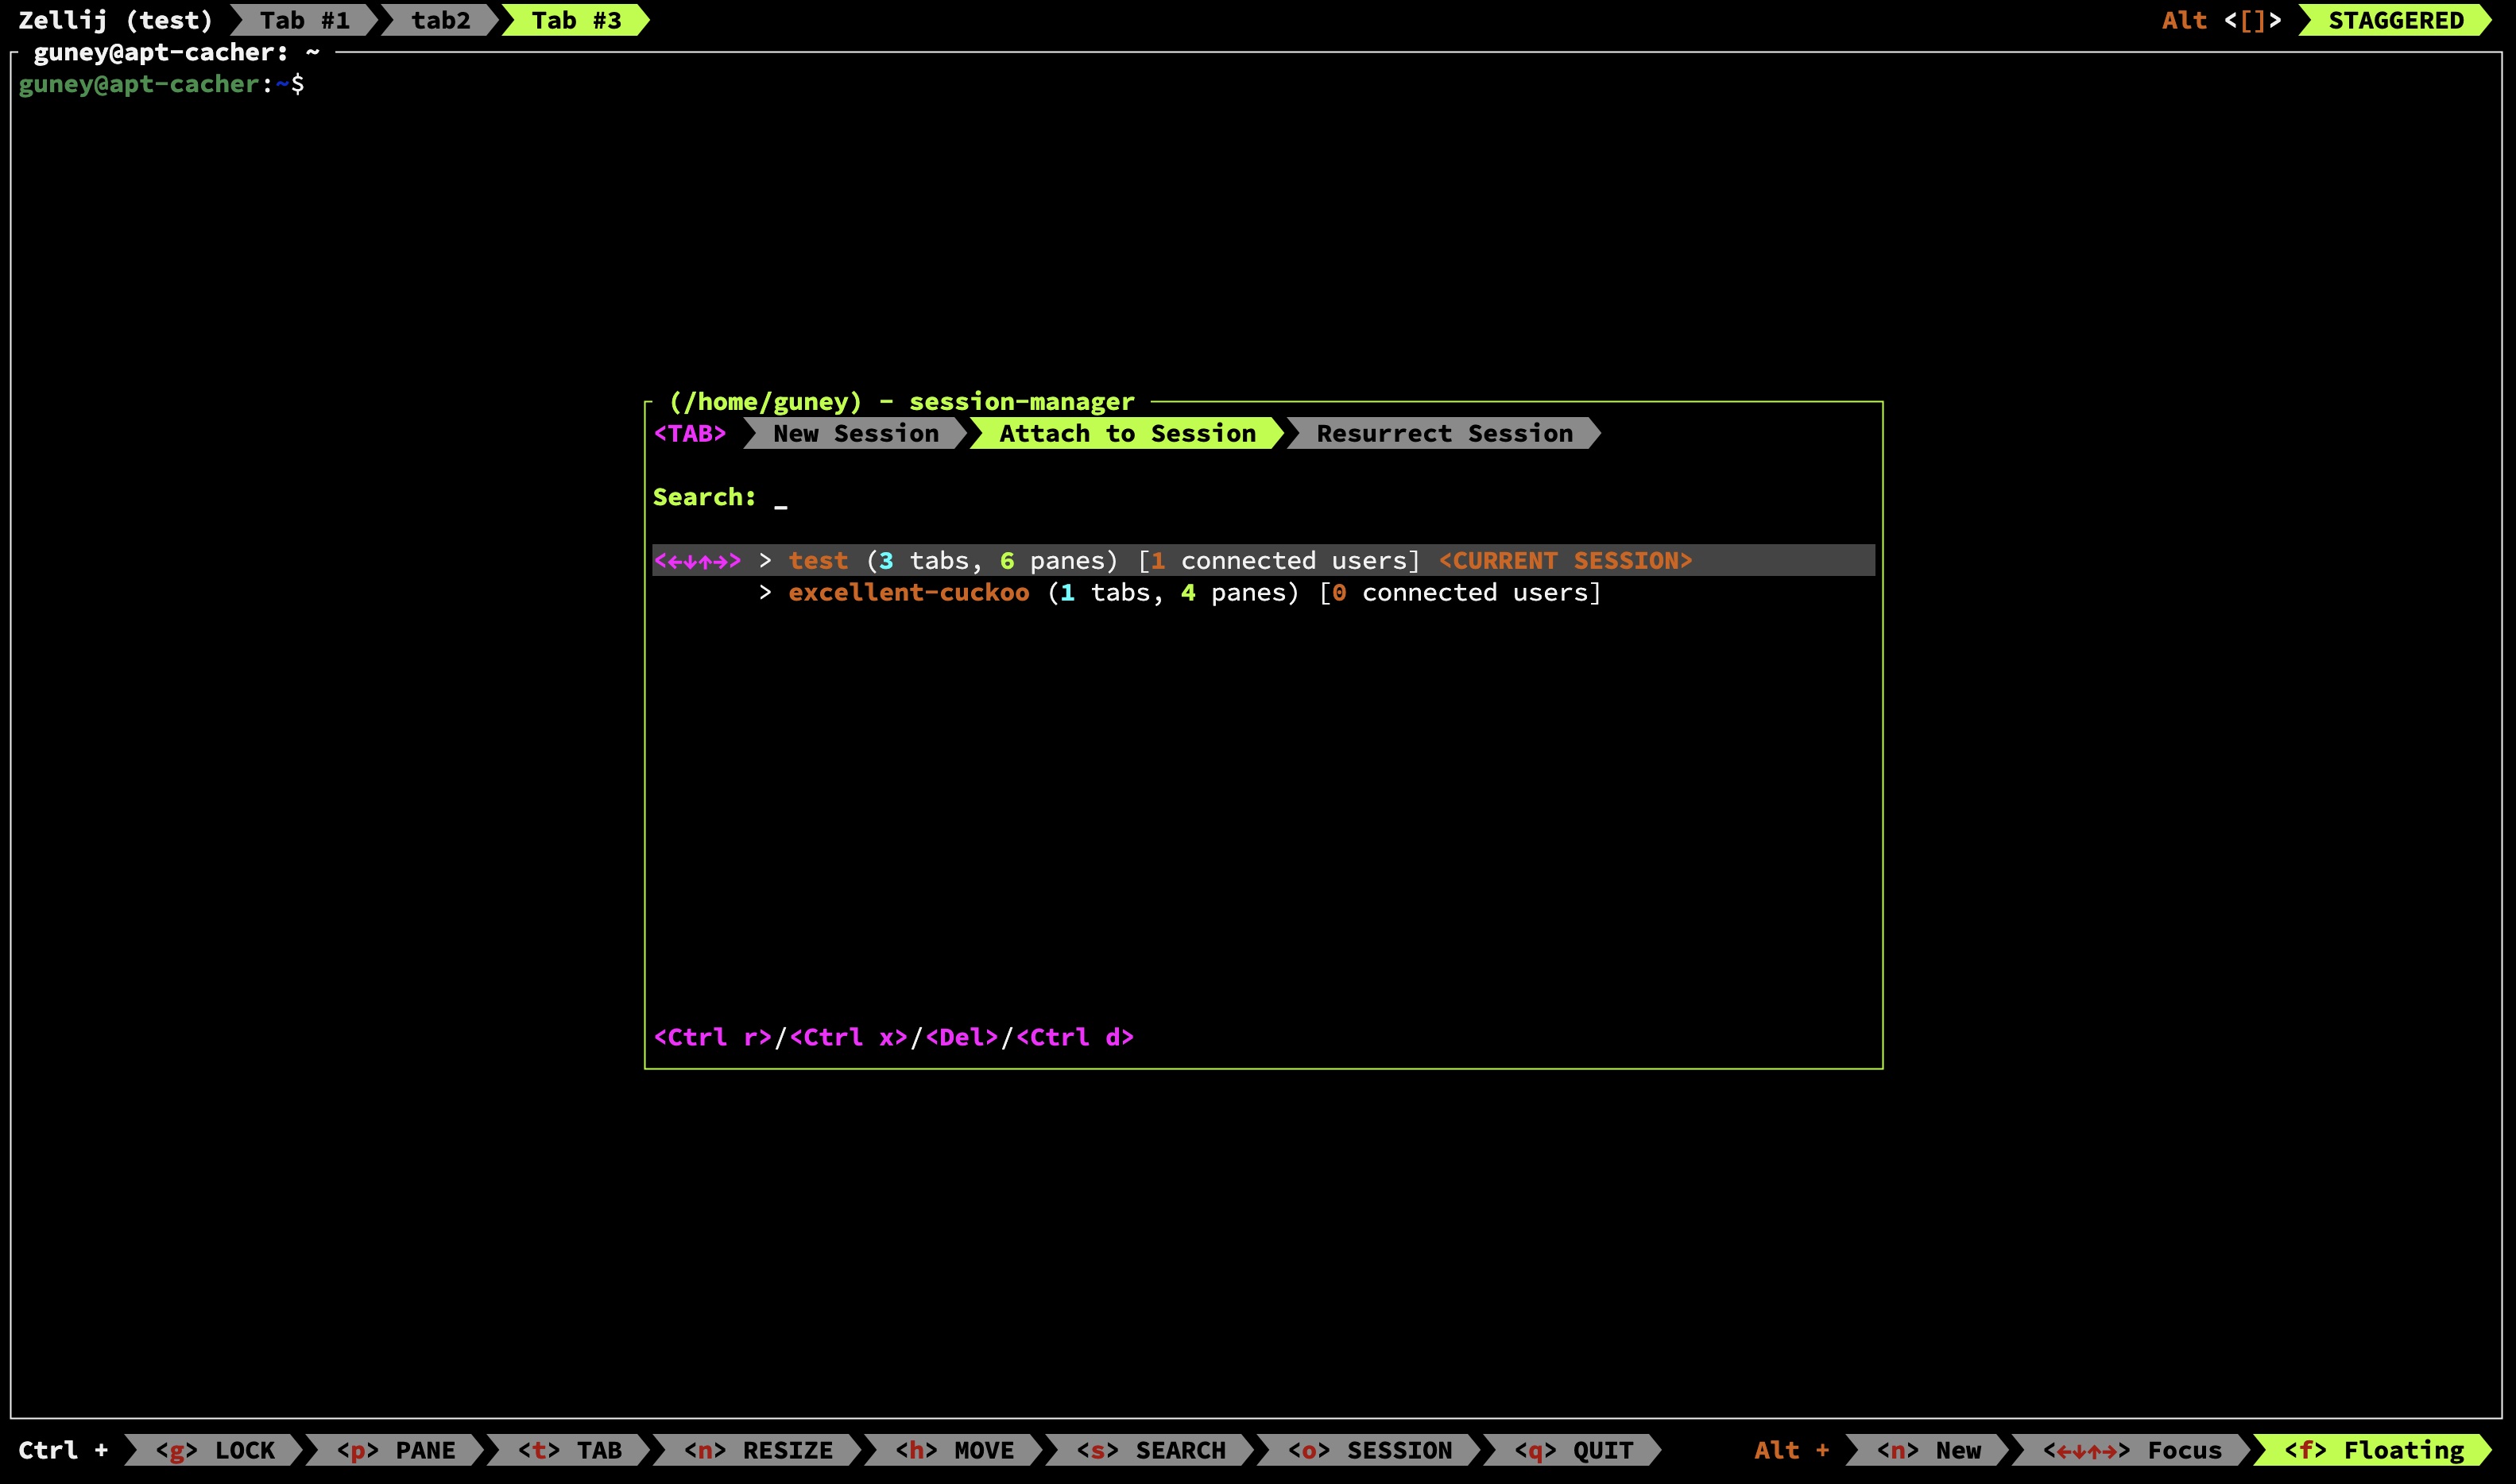 Zellij (test) Tab #1 tab2 Tab #3 Alt <[]> STAGGERED
guney@apt-cacher: ~
guney@apt-cacher:~$
(/home/guney) - session-manager
<TAB> New Session Attach to Session Resurrect Session
Search: _
<←↓↑→> > test (3 tabs, 6 panes) [1 connected users] <CURRENT SESSION>
> excellent-cuckoo (1 tabs, 4 panes) [0 connected users]
<Ctrl r>/<Ctrl x>/<Del>/<Ctrl d>
Ctrl + <g> LOCK <p> PANE <t> TAB <n> RESIZE <h> MOVE <s> SEARCH <o> SESSION <q> QUIT Alt + <n> New <←↓↑→> Focus <f> Floating